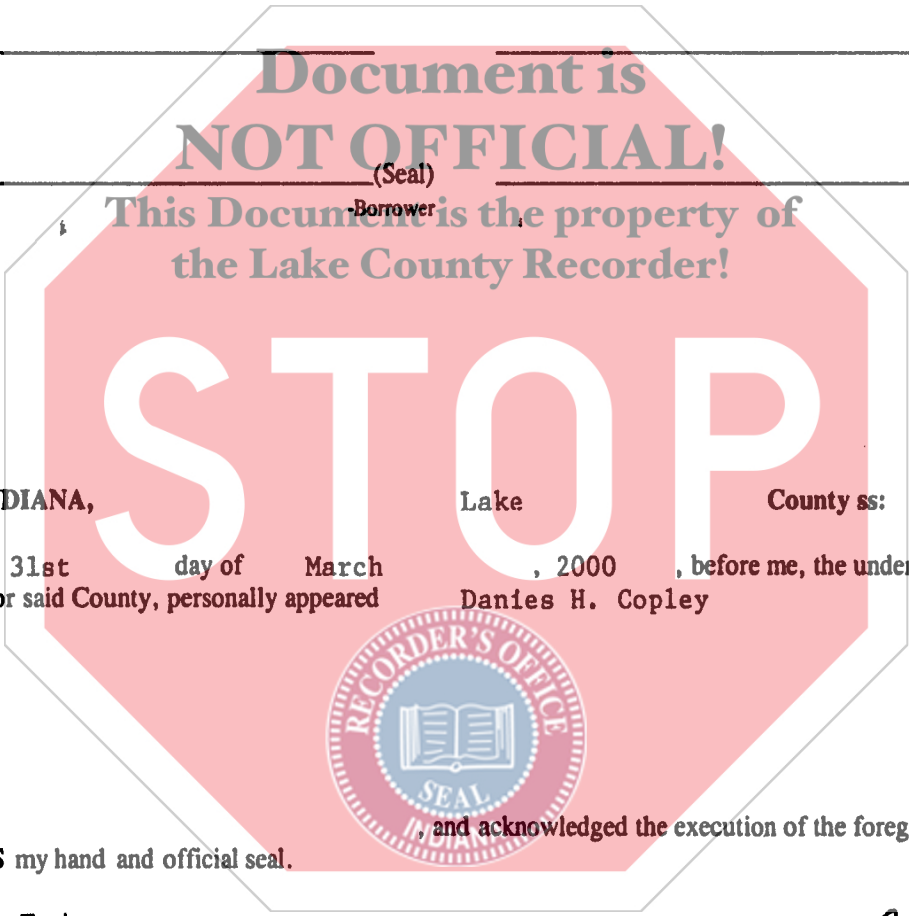 Document is
NOT OFFICIAL!
(Seal)
-Borrower
This Document is the property of
the Lake County Recorder!
STOP
DIANA, Lake County ss:
31st day of March , 2000 , before me, the under
or said County, personally appeared Danies H. Copley
RECORDER'S OFFICE
SEAL
INDIANA
, and acknowledged the execution of the foreg
S my hand and official seal.